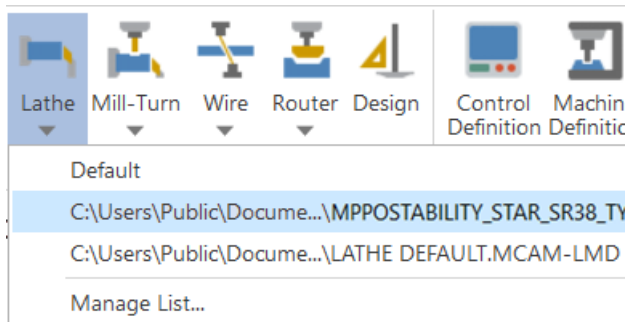 Lathe Mill-Turn Wire Router Design Control Machin
Definition Definitio
Default
C:\Users\Public\Docume...\MPPOSTABILITY_STAR_SR38_TY
C:\Users\Public\Docume...\LATHE DEFAULT.MCAM-LMD
Manage List...